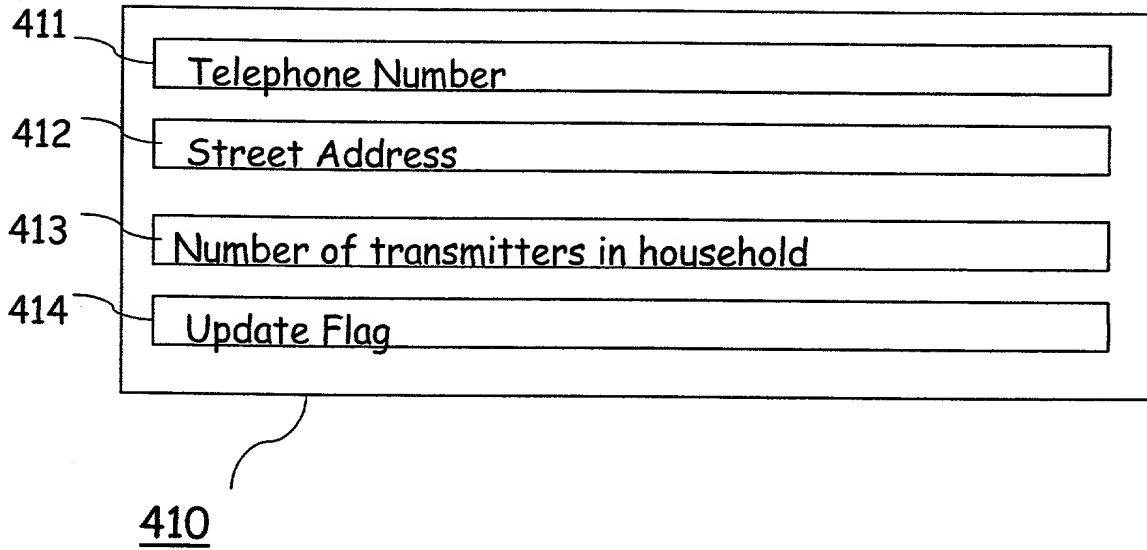 411
Telephone Number
412
Street Address
413
Number of transmitters in household
414
Update Flag
410